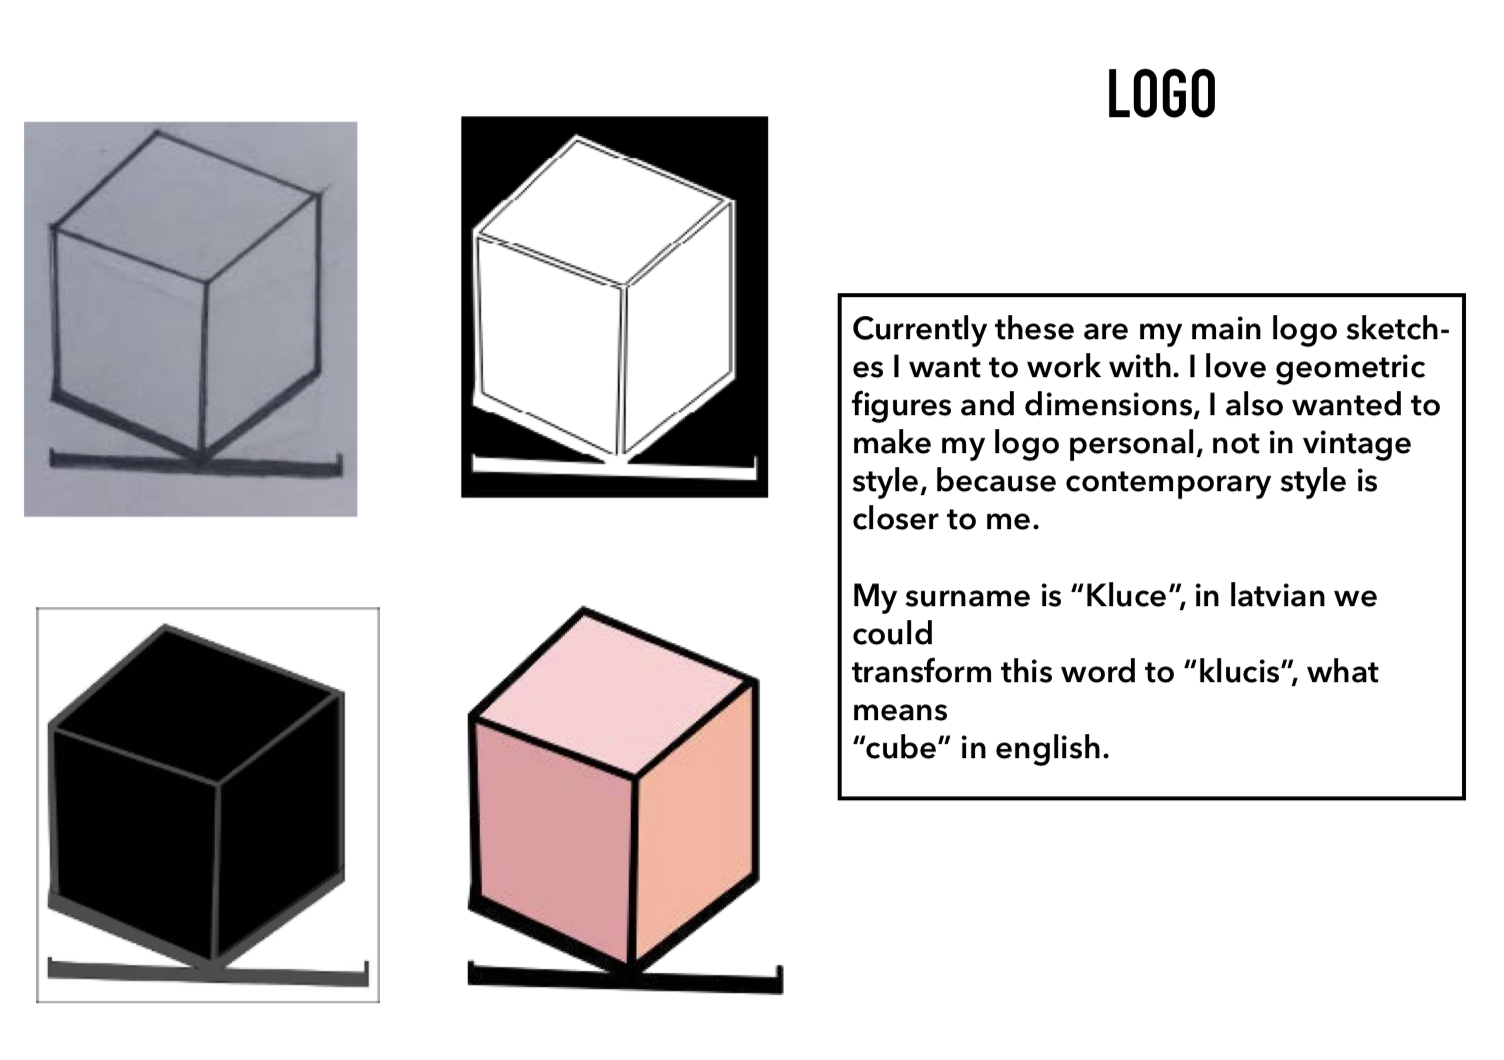 LOGO
Currently these are my main logo sketch-
es I want to work with. I love geometric
figures and dimensions, I also wanted to
make my logo personal, not in vintage
style, because contemporary style is
closer to me.
My surname is “Kluce”, in latvian we
could
transform this word to “klucis”, what
means
“cube” in english.